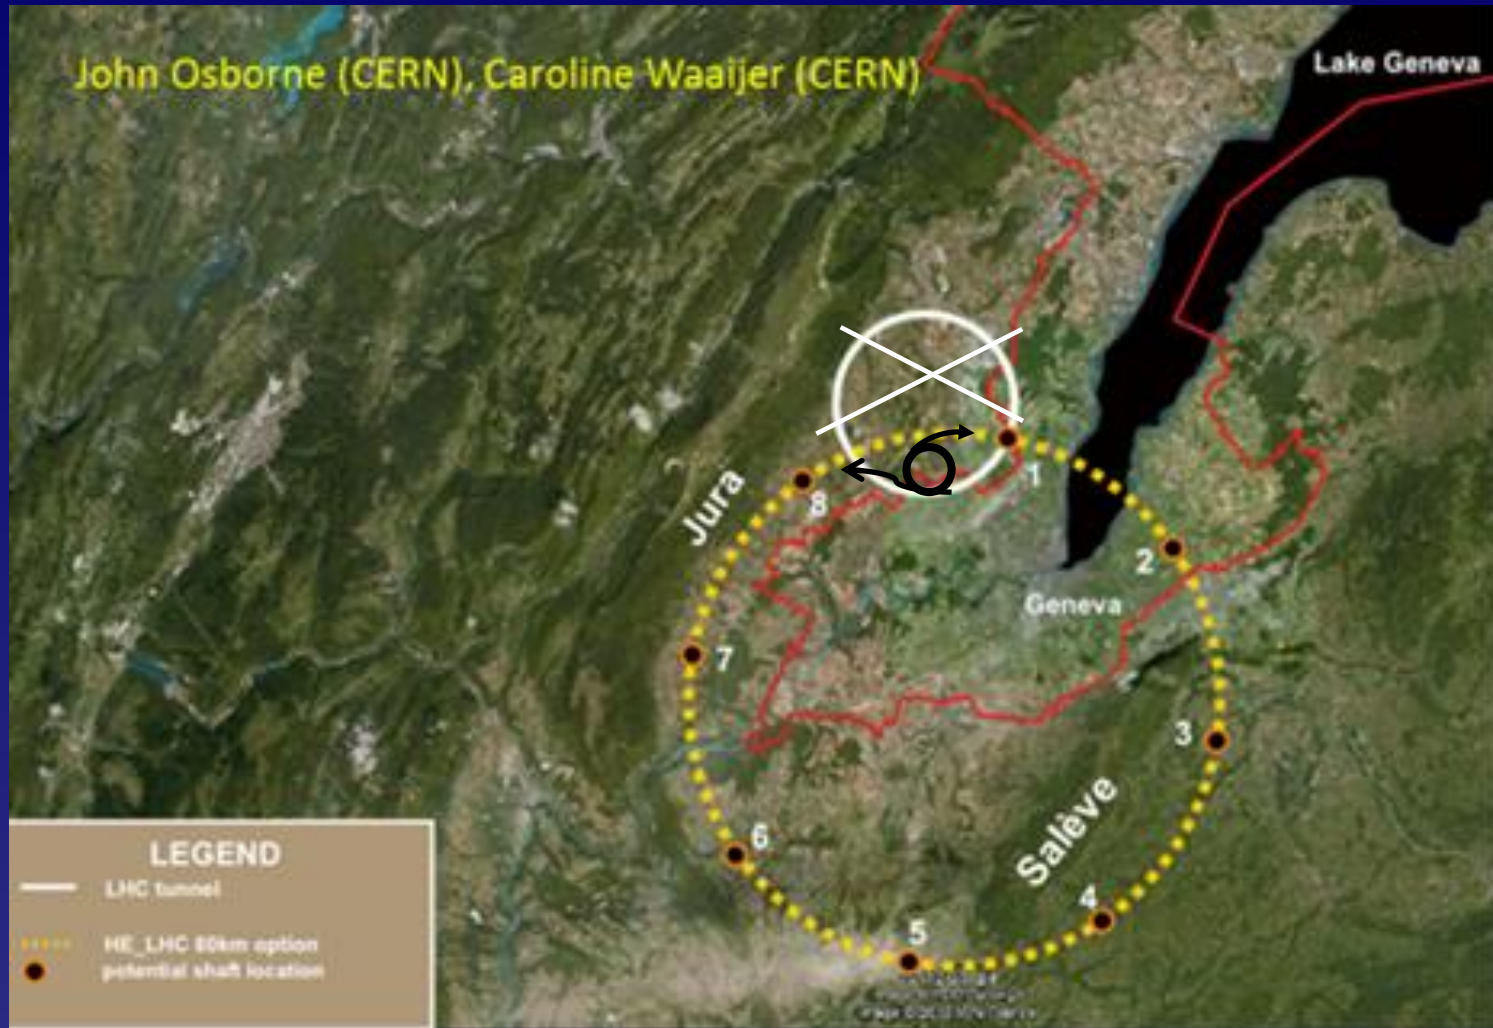 John Osborne (CERN), Caroline Waaijer (CERN)
Lake Geneva
Jura
8
1
2
Geneva
7
3
Salève
6
4
5
LEGEND
LHC tunnel
HE_LHC 80km option
potential shaft location